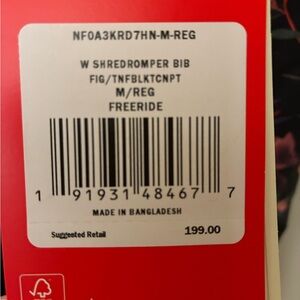 NF0A3KRD7HN-M-REG
W SHREDROMPER BIB
FIG/TNFBLKTCNPT
M/REG
FREERIDE
1 91931 48467 7
MADE IN BANGLADESH
Suggested Retail 199.00